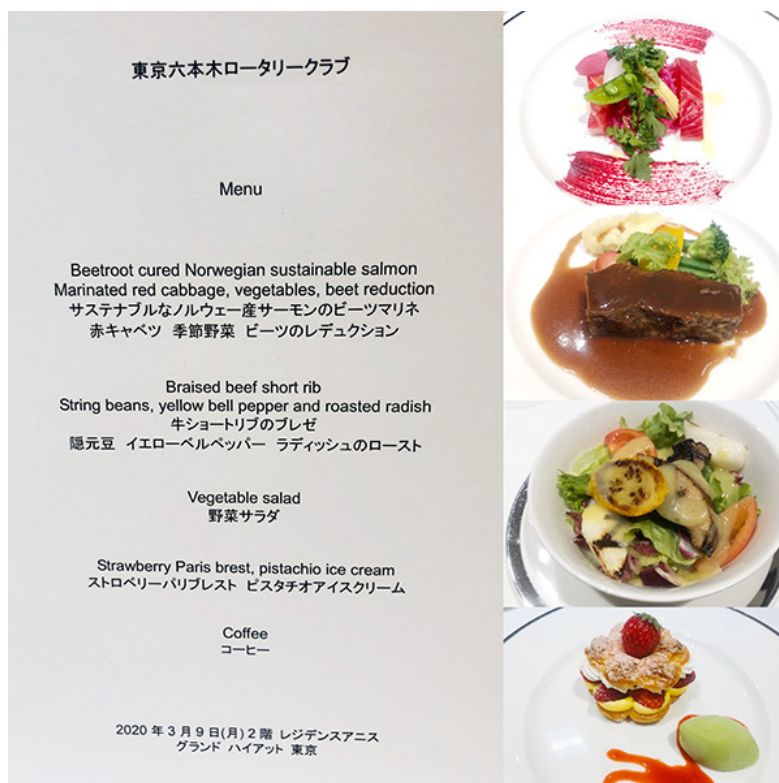 東京六本木ロータリークラブ
Menu
Beetroot cured Norwegian sustainable salmon
Marinated red cabbage, vegetables, beet reduction
サステナブルなノルウェー産サーモンのビーツマリネ
赤キャベツ 季節野菜 ビーツのレデュクション
Braised beef short rib
String beans, yellow bell pepper and roasted radish
牛ショートリブのブレゼ
隠元豆 イエローベルペッパー ラディッシュのロースト
Vegetable salad
野菜サラダ
Strawberry Paris brest, pistachio ice cream
ストロベリーパリブレスト ピスタチオアイスクリーム
Coffee
コーヒー
2020 年 3 月 9 日(月) 2 階 レジデンスアニス
グランド ハイアット 東京